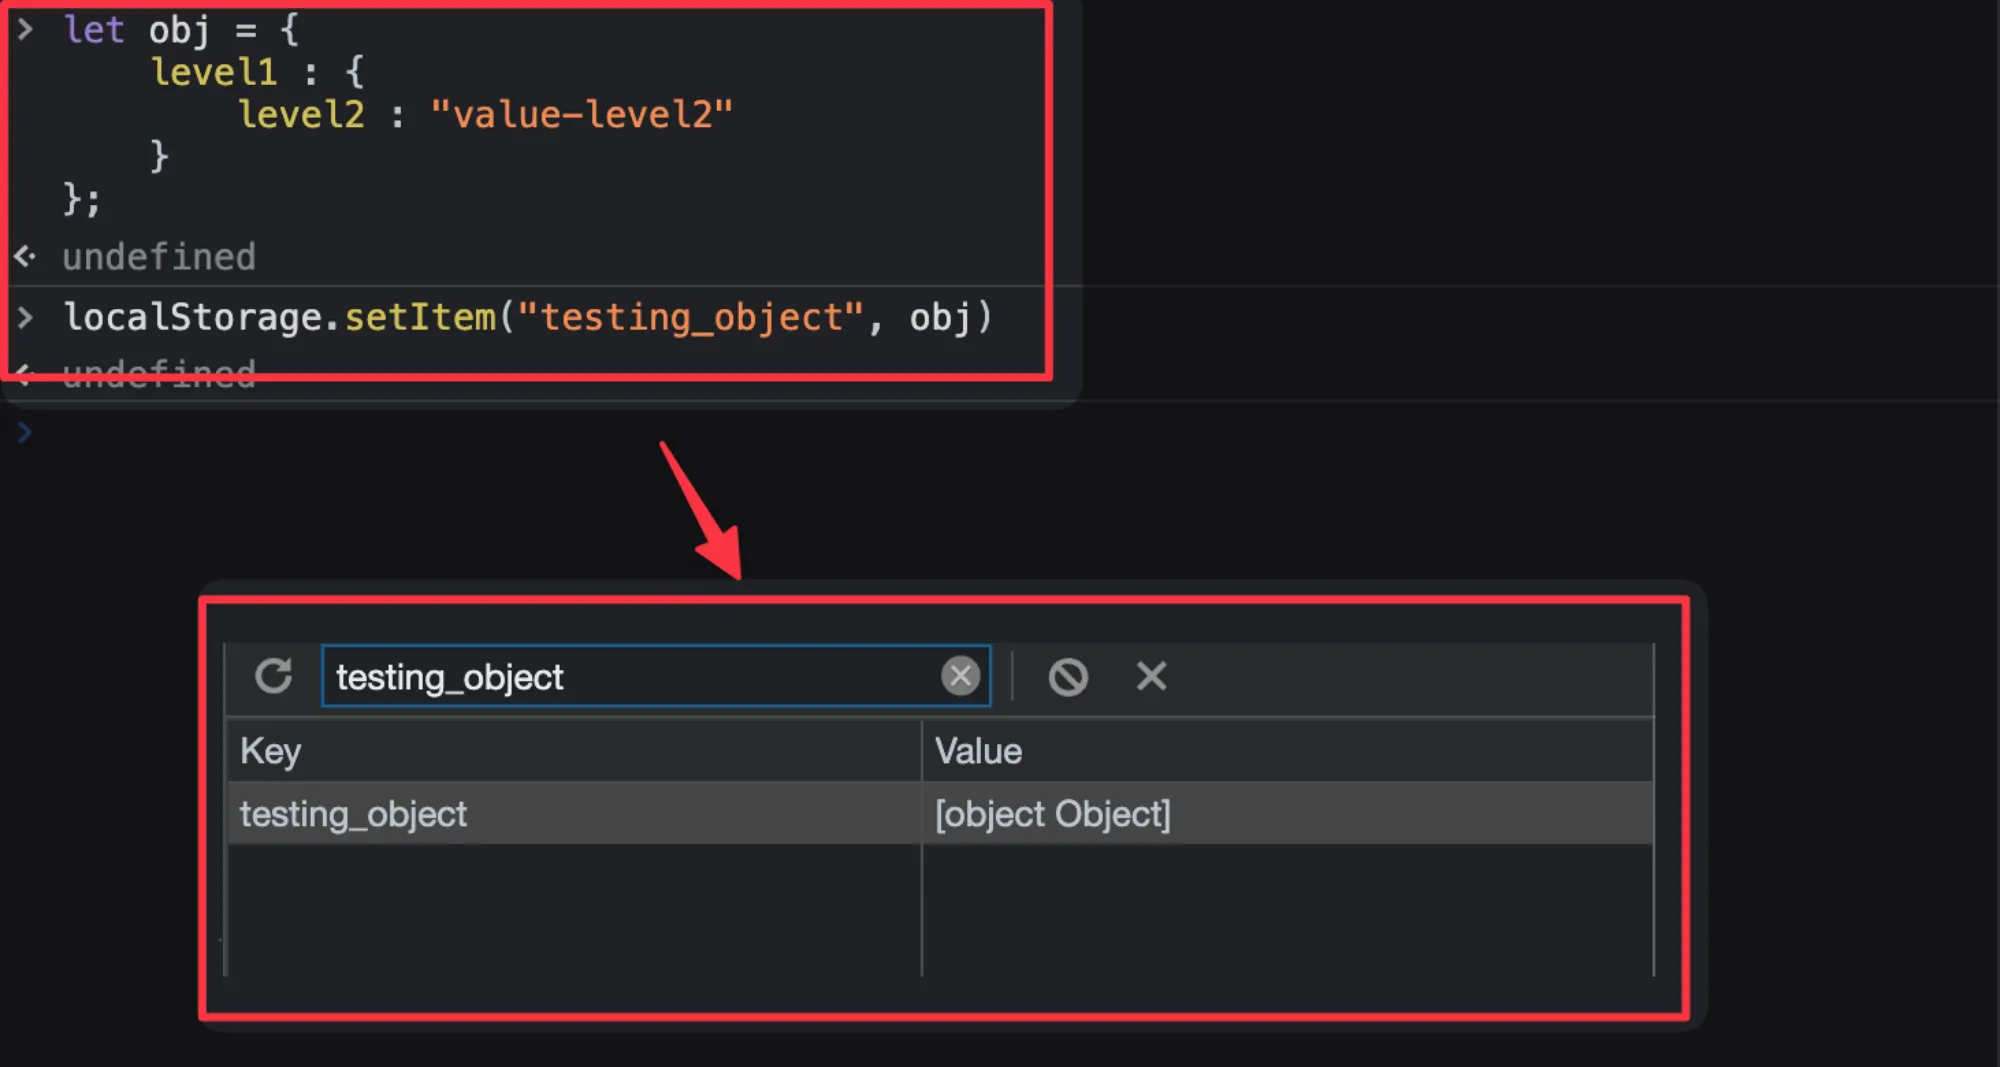 let obj = {
level1 : {
level2 : "value-level2"
}
};
undefined
localStorage.setItem("testing_object", obj)
undefined
testing_object
Key Value
testing_object [object Object]